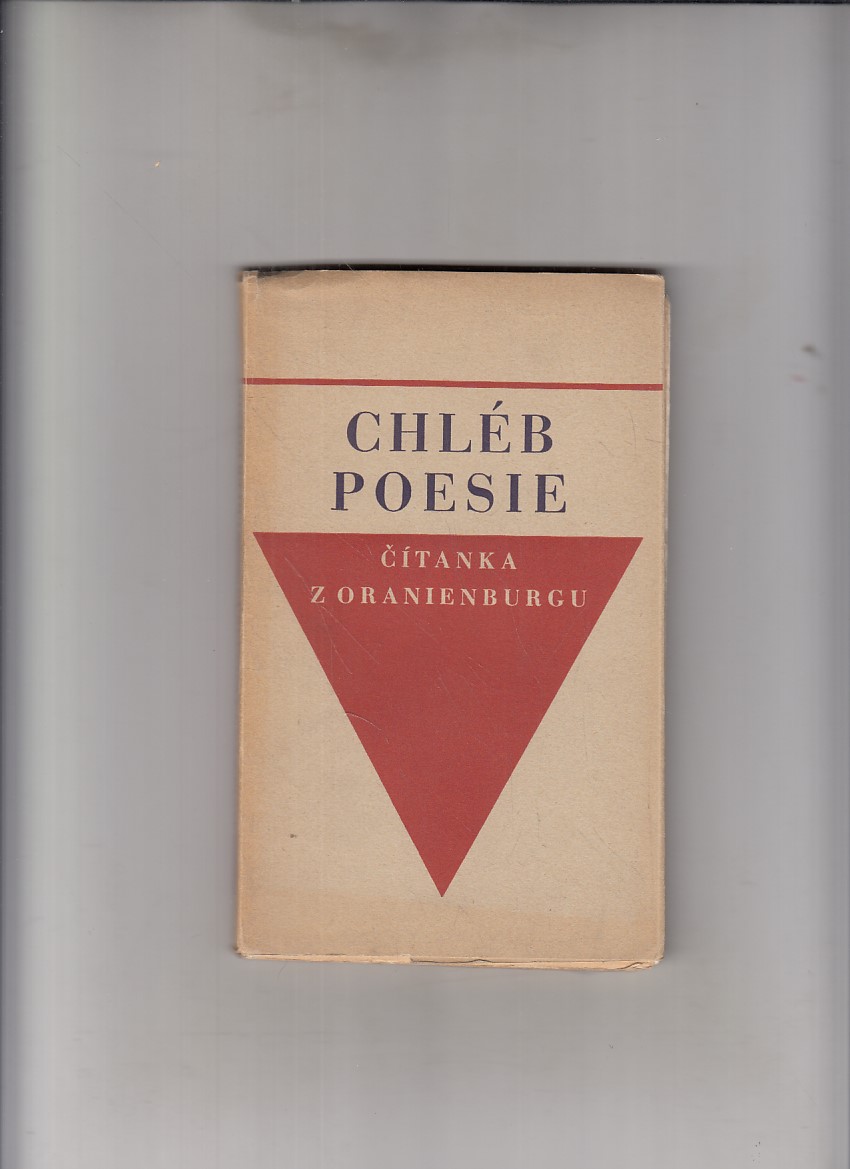 CHLÉB
POESIE
ČÍTANKA
Z ORANIENBURGU